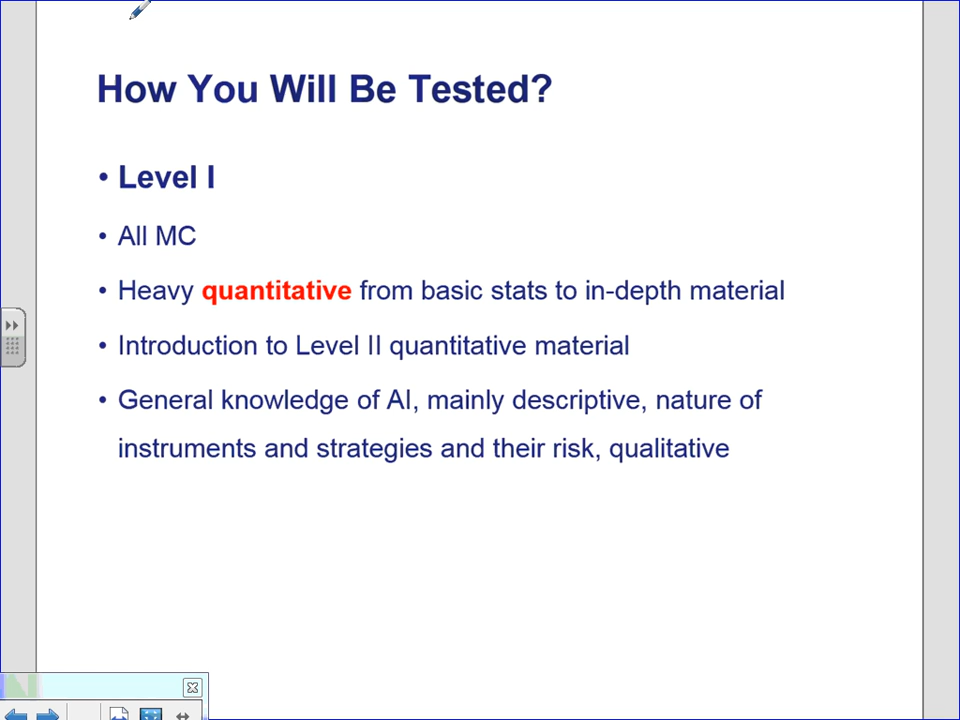 How You Will Be Tested?
• Level I
• All MC
• Heavy quantitative from basic stats to in-depth material
• Introduction to Level II quantitative material
• General knowledge of AI, mainly descriptive, nature of
instruments and strategies and their risk, qualitative